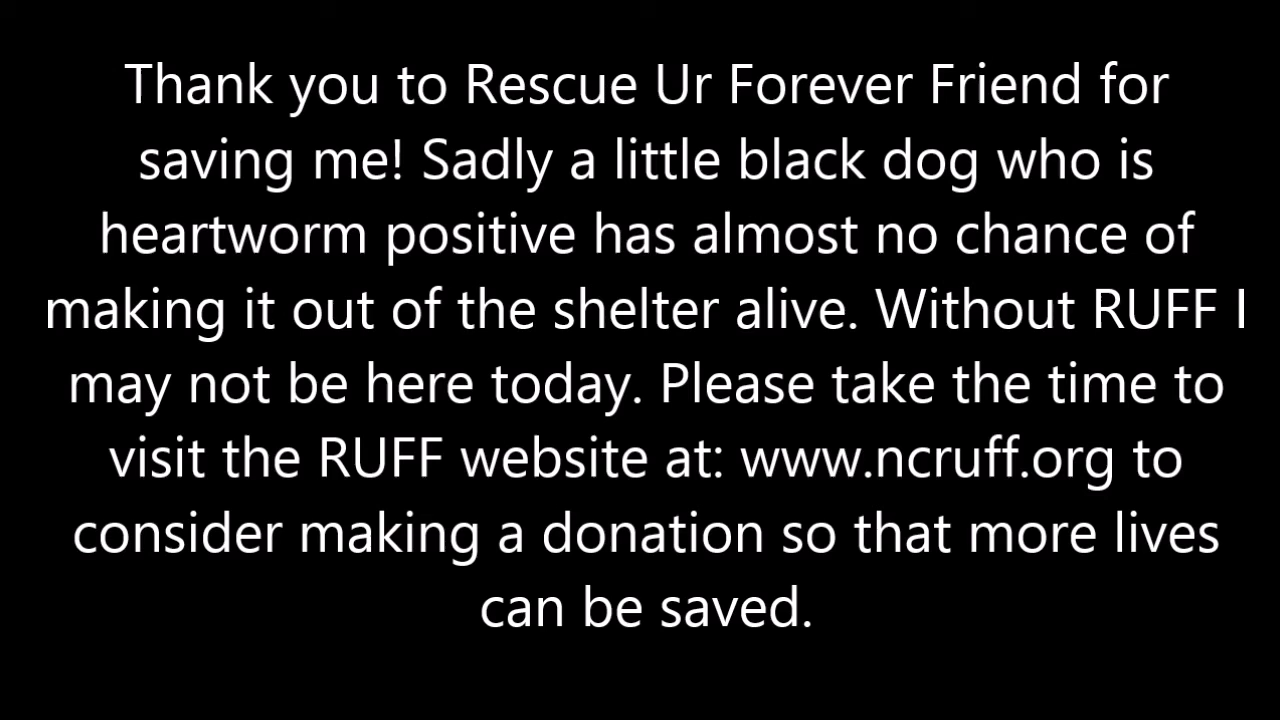 Thank you to Rescue Ur Forever Friend for
saving me! Sadly a little black dog who is
heartworm positive has almost no chance of
making it out of the shelter alive. Without RUFF I
may not be here today. Please take the time to
visit the RUFF website at: www.ncruff.org to
consider making a donation so that more lives
can be saved.